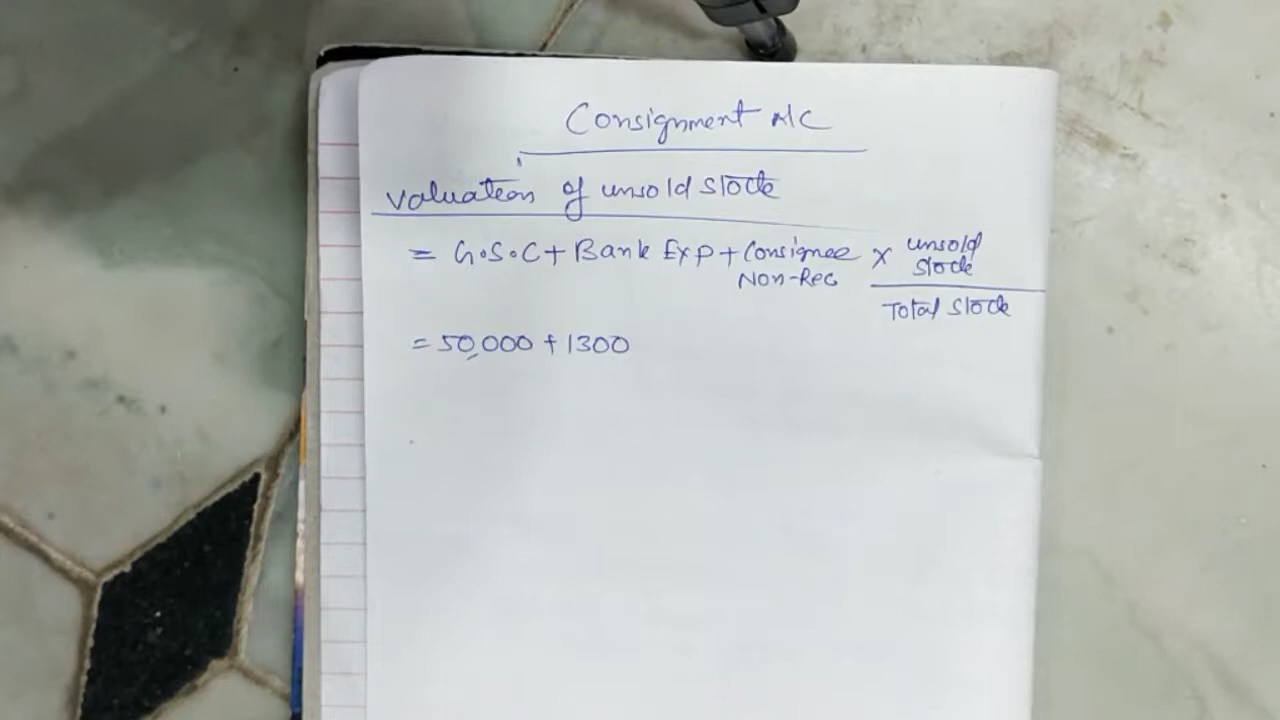 Consignment A/C
Valuation of unsold stock
= G.S.O.C + Bank Exp + Consignee Non-Rec × unsold stock
Total stock
= 50,000 + 1300